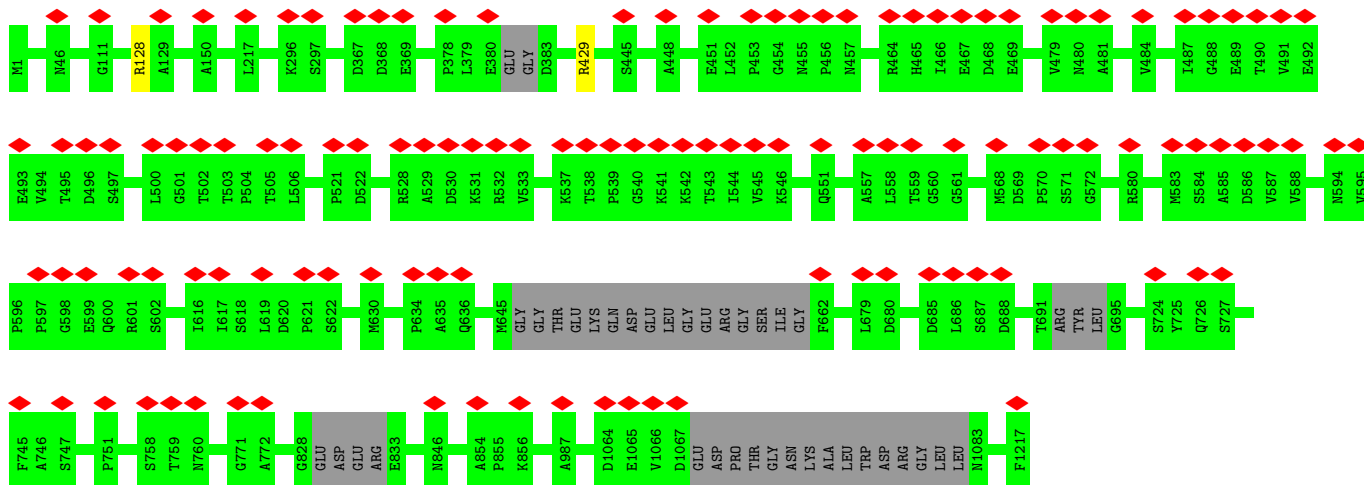 M1 N46 G111 R128 A129 A150 L217 K296 S297 D367 D368 E369 P378 L379 E380 GLU GLY D383 R429 S445 A448 E451 L452 P453 G454 N455 P456 N457 R464 H465 I466 E467 D468 E469 V479 N480 A481 V484 I487 G488 E489 T490 V491 E492
E493 V494 T495 D496 S497 L500 G501 T502 T503 P504 T505 L506 P521 D522 R528 A529 D530 K531 R532 V533 K537 T538 P539 G540 K541 K542 T543 I544 V545 K546 Q551 A557 L558 T559 G560 G561 M568 D569 P570 S571 G572 R580 M583 S584 A585 D586 V587 V588 N594 V595
P596 P597 G598 E599 Q600 R601 S602 I616 I617 S618 L619 D620 P621 S622 M630 P634 A635 Q636 M645 GLY GLY THR GLU LYS GLN ASP GLU LEU GLY GLU ARG GLY SER ILE GLY F662 L679 D680 D685 L686 S687 D688 T691 ARG TYR LEU G695 S724 Y725 Q726 S727
F745 A746 S747 P751 S758 T759 N760 G771 A772 G828 GLU ASP GLU ARG E833 N846 A854 P855 K856 A987 D1064 E1065 V1066 D1067 GLU ASP PRO THR GLY ASN LYS ALA LEU TRP ASP ARG GLY LEU LEU N1083 F1217